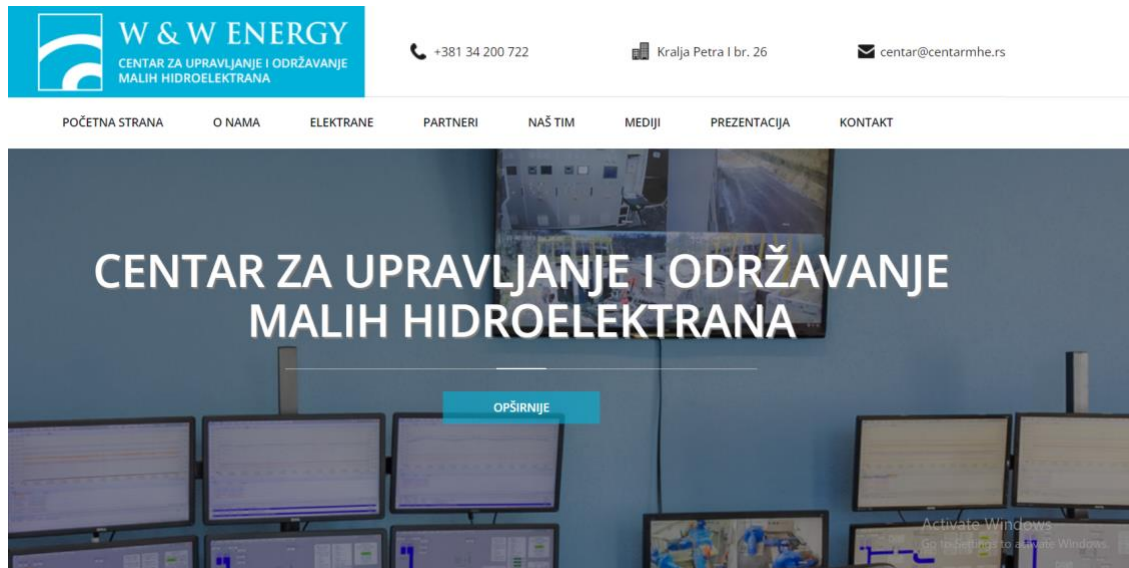 W & W ENERGY
CENTAR ZA UPRAVLJANJE I ODRŽAVANJE
MALIH HIDROELEKTRANA
+381 34 200 722
Kralja Petra I br. 26
centar@centarmhe.rs
POČETNA STRANA O NAMA ELEKTRANE PARTNERI NAŠ TIM MEDIJI PREZENTACIJA KONTAKT
CENTAR ZA UPRAVLJANJE I ODRŽAVANJE
MALIH HIDROELEKTRANA
OPŠIRNIJE
Activate Windows
Go to Settings to activate Windows.